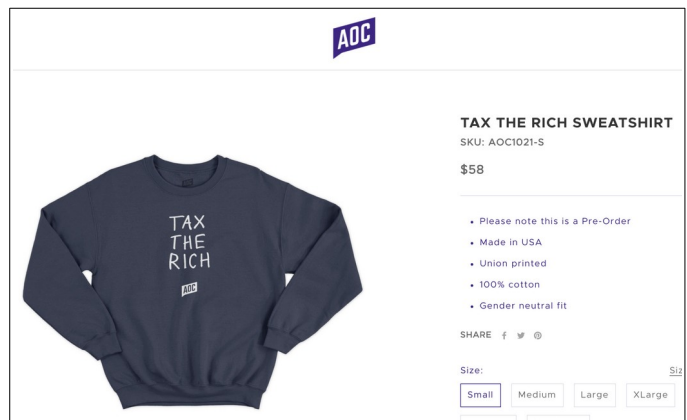 AOC
TAX
THE
RICH
AOC
TAX THE RICH SWEATSHIRT
SKU: AOC1021-S
$58
• Please note this is a Pre-Order
• Made in USA
• Union printed
• 100% cotton
• Gender neutral fit
SHARE
Size:
Siz
Small Medium Large XLarge